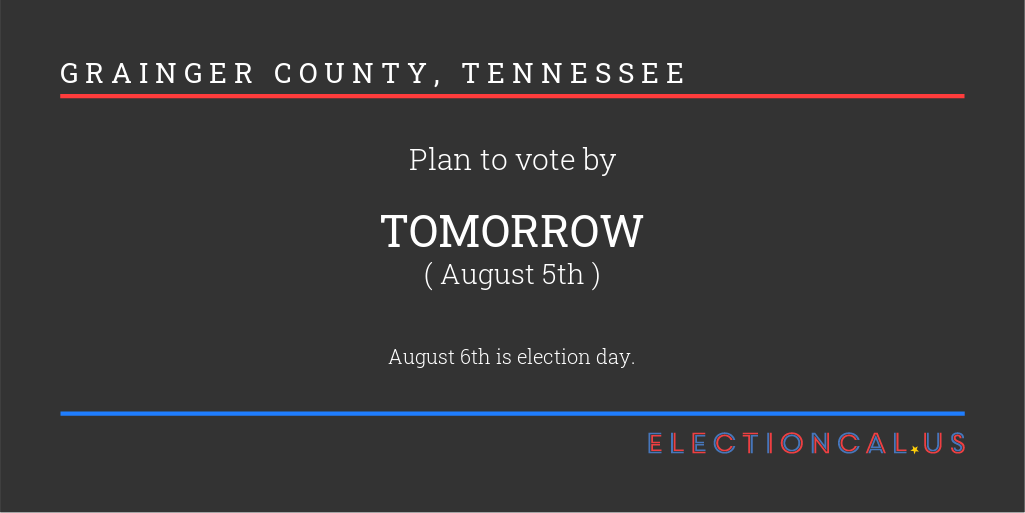 GRAINGER COUNTY, TENNESSEE
Plan to vote by
TOMORROW
( August 5th )
August 6th is election day.
ELECTIONCAL.US